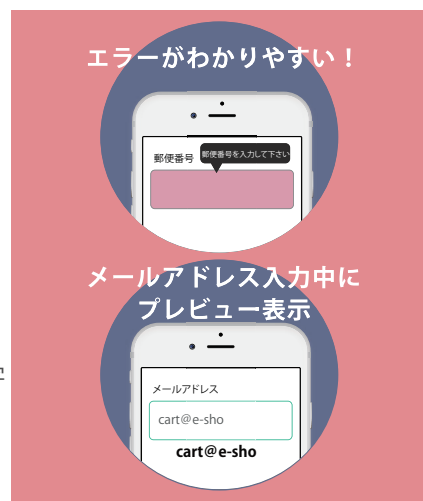 エラーがわかりやすい！
郵便番号
郵便番号を入力して下さい
メールアドレス入力中に
プレビュー表示
メールアドレス
cart@e-sho
cart@e-sho